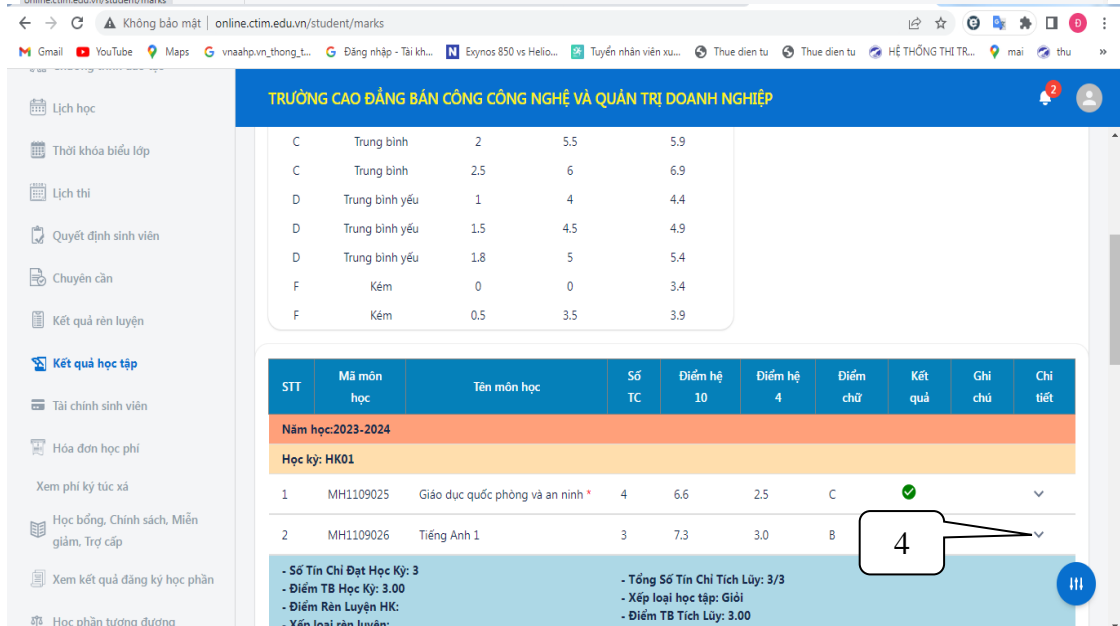 online.ctim.edu.vn/student/marks
Không bảo mật | online.ctim.edu.vn/student/marks
Gmail YouTube Maps vnaahp.vn_thong_t... Đăng nhập - Tài kh... Exynos 850 vs Helio... Tuyển nhân viên xu... Thue dien tu Thue dien tu HỆ THỐNG THI TR... mai thu »
Lịch học
Thời khóa biểu lớp
Lịch thi
Quyết định sinh viên
Chuyên cần
Kết quả rèn luyện
Kết quả học tập
Tài chính sinh viên
Hóa đơn học phí
Xem phí ký túc xá
Học bổng, Chính sách, Miễn
giảm, Trợ cấp
Xem kết quả đăng ký học phần
Học phần tương đương
TRƯỜNG CAO ĐẲNG BÁN CÔNG CÔNG NGHỆ VÀ QUẢN TRỊ DOANH NGHIỆP
2
C Trung bình 2 5.5 5.9
C Trung bình 2.5 6 6.9
D Trung bình yếu 1 4 4.4
D Trung bình yếu 1.5 4.5 4.9
D Trung bình yếu 1.8 5 5.4
F Kém 0 0 3.4
F Kém 0.5 3.5 3.9
STT Mã môn học Tên môn học Số TC Điểm hệ 10 Điểm hệ 4 Điểm chữ Kết quả Ghi chú Chi tiết
Năm học:2023-2024
Học kỳ: HK01
1 MH1109025 Giáo dục quốc phòng và an ninh * 4 6.6 2.5 C
2 MH1109026 Tiếng Anh 1 3 7.3 3.0 B
4
- Số Tín Chỉ Đạt Học Kỳ: 3
- Điểm TB Học Kỳ: 3.00
- Điểm Rèn Luyện HK:
- Xếp loại rèn luyện:
- Tổng Số Tín Chỉ Tích Lũy: 3/3
- Xếp loại học tập: Giỏi
- Điểm TB Tích Lũy: 3.00